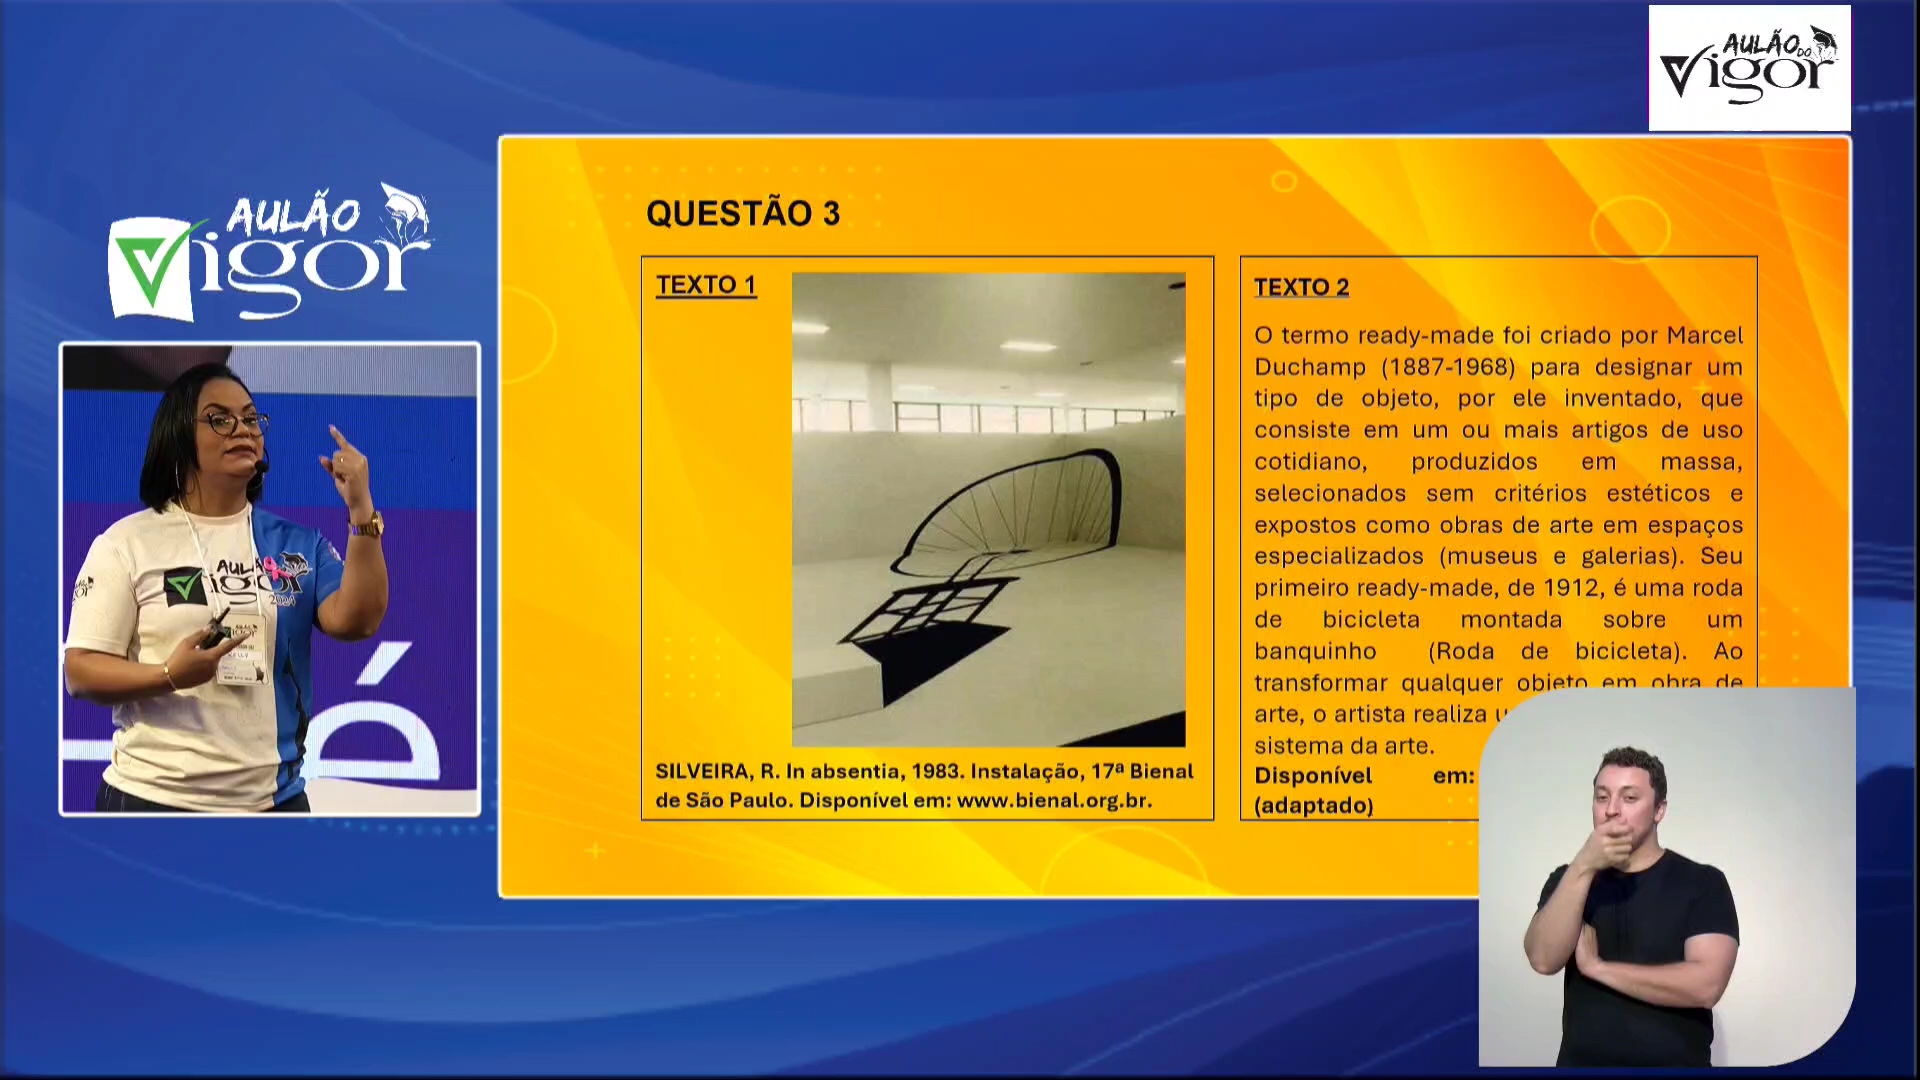 AULÃO DO
Vigor
AULÃO
Vigor
QUESTÃO 3
TEXTO 1
SILVEIRA, R. In absentia, 1983. Instalação, 17ª Bienal
de São Paulo. Disponível em: www.bienal.org.br.
TEXTO 2
O termo ready-made foi criado por Marcel
Duchamp (1887-1968) para designar um
tipo de objeto, por ele inventado, que
consiste em um ou mais artigos de uso
cotidiano, produzidos em massa,
selecionados sem critérios estéticos e
expostos como obras de arte em espaços
especializados (museus e galerias). Seu
primeiro ready-made, de 1912, é uma roda
de bicicleta montada sobre um
banquinho (Roda de bicicleta). Ao
transformar qualquer objeto em obra de
arte, o artista realiza
sistema da arte.
Disponível em:
(adaptado)
AULÃ
Vigor
2024
é